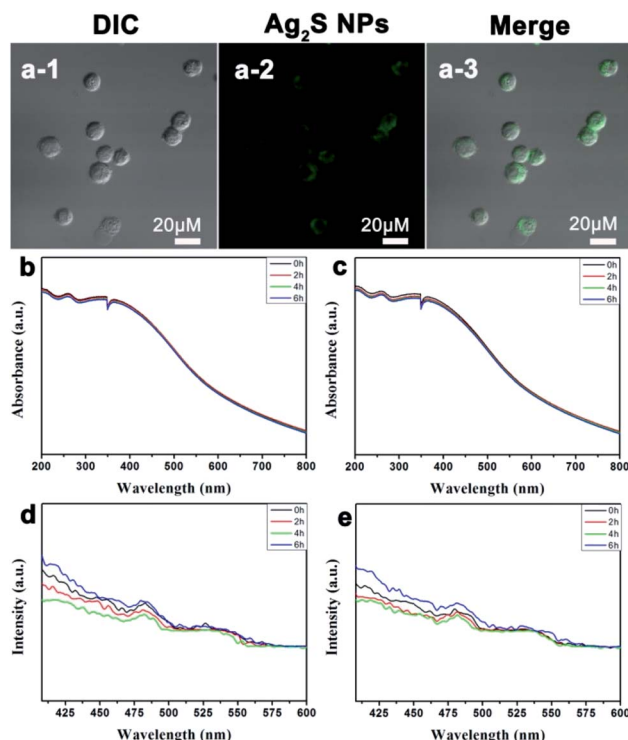 DIC Ag₂S NPs Merge
a-1 a-2 a-3
20μM 20μM 20μM
b c
0h 0h
2h 2h
4h 4h
6h 6h
Absorbance (a.u.) Absorbance (a.u.)
200 300 400 500 600 700 800 200 300 400 500 600 700 800
Wavelength (nm) Wavelength (nm)
d e
0h 0h
2h 2h
4h 4h
6h 6h
Intensity (a.u.) Intensity (a.u.)
425 450 475 500 525 550 575 600 425 450 475 500 525 550 575 600
Wavelength (nm) Wavelength (nm)